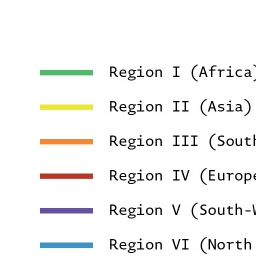 Region I (Africa)
Region II (Asia)
Region III (South
Region IV (Europe
Region V (South-W
Region VI (North